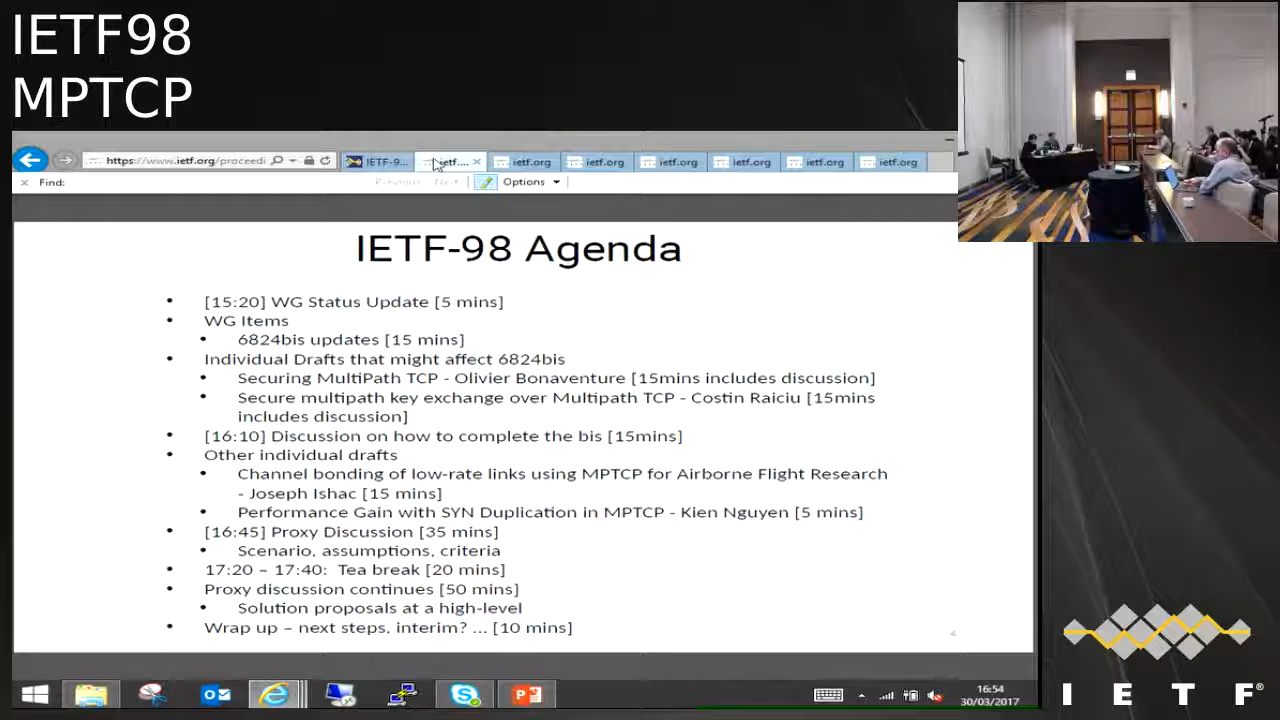 IETF98
MPTCP
https://www.ietf.org/proceedi
IETF-9...
ietf....
ietf.org
ietf.org
ietf.org
ietf.org
ietf.org
ietf.org
Find:
Previous
Next
Options
IETF-98 Agenda
• [15:20] WG Status Update [5 mins]
• WG Items
• 6824bis updates [15 mins]
• Individual Drafts that might affect 6824bis
• Securing MultiPath TCP - Olivier Bonaventure [15mins includes discussion]
• Secure multipath key exchange over Multipath TCP - Costin Raiciu [15mins
includes discussion]
• [16:10] Discussion on how to complete the bis [15mins]
• Other individual drafts
• Channel bonding of low-rate links using MPTCP for Airborne Flight Research
- Joseph Ishac [15 mins]
• Performance Gain with SYN Duplication in MPTCP - Kien Nguyen [5 mins]
• [16:45] Proxy Discussion [35 mins]
• Scenario, assumptions, criteria
• 17:20 – 17:40: Tea break [20 mins]
• Proxy discussion continues [50 mins]
• Solution proposals at a high-level
• Wrap up – next steps, interim? ... [10 mins]
4
16:54
30/03/2017
I E T F®